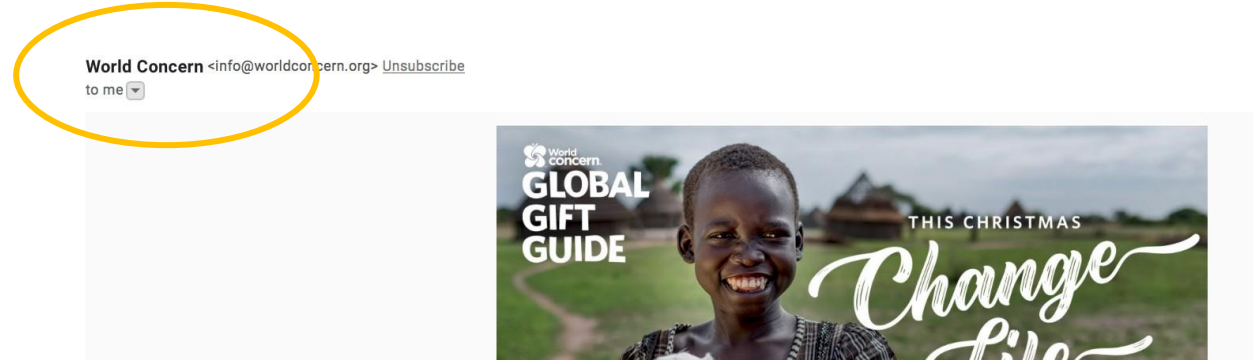 World Concern <info@worldconcern.org> Unsubscribe
to me
World
concern.
GLOBAL
GIFT
GUIDE
THIS CHRISTMAS
Change